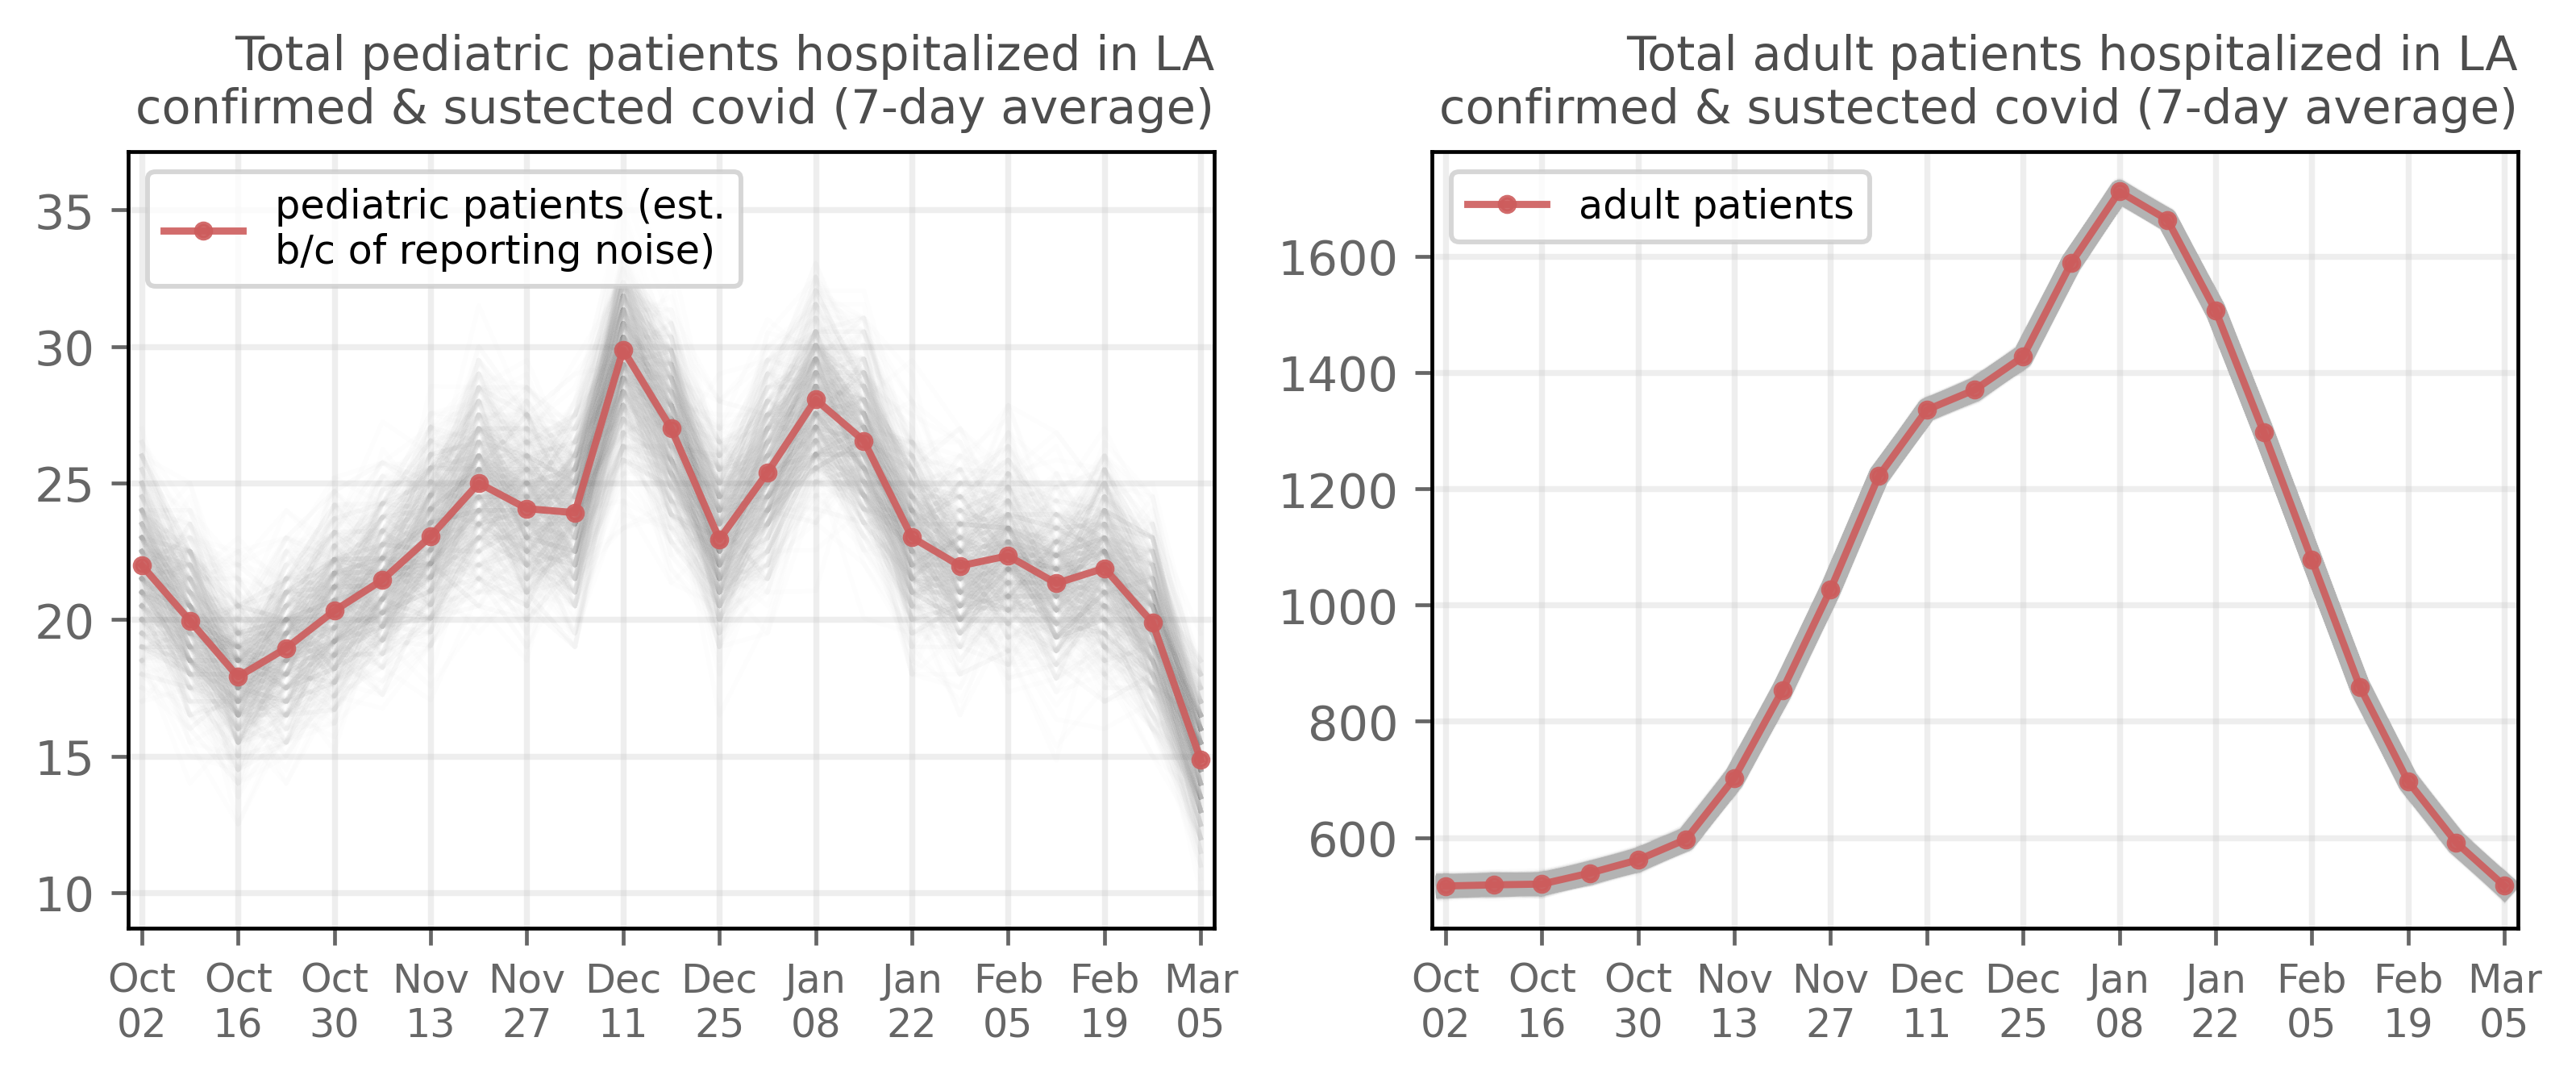 Total pediatric patients hospitalized in LA
confirmed & sustected covid (7-day average)
pediatric patients (est.
b/c of reporting noise)
35
30
25
20
15
10
Oct Oct Oct Nov Nov Dec Dec Jan Jan Feb Feb Mar
02 16 30 13 27 11 25 08 22 05 19 05
Total adult patients hospitalized in LA
confirmed & sustected covid (7-day average)
adult patients
1600
1400
1200
1000
800
600
Oct Oct Oct Nov Nov Dec Dec Jan Jan Feb Feb Mar
02 16 30 13 27 11 25 08 22 05 19 05